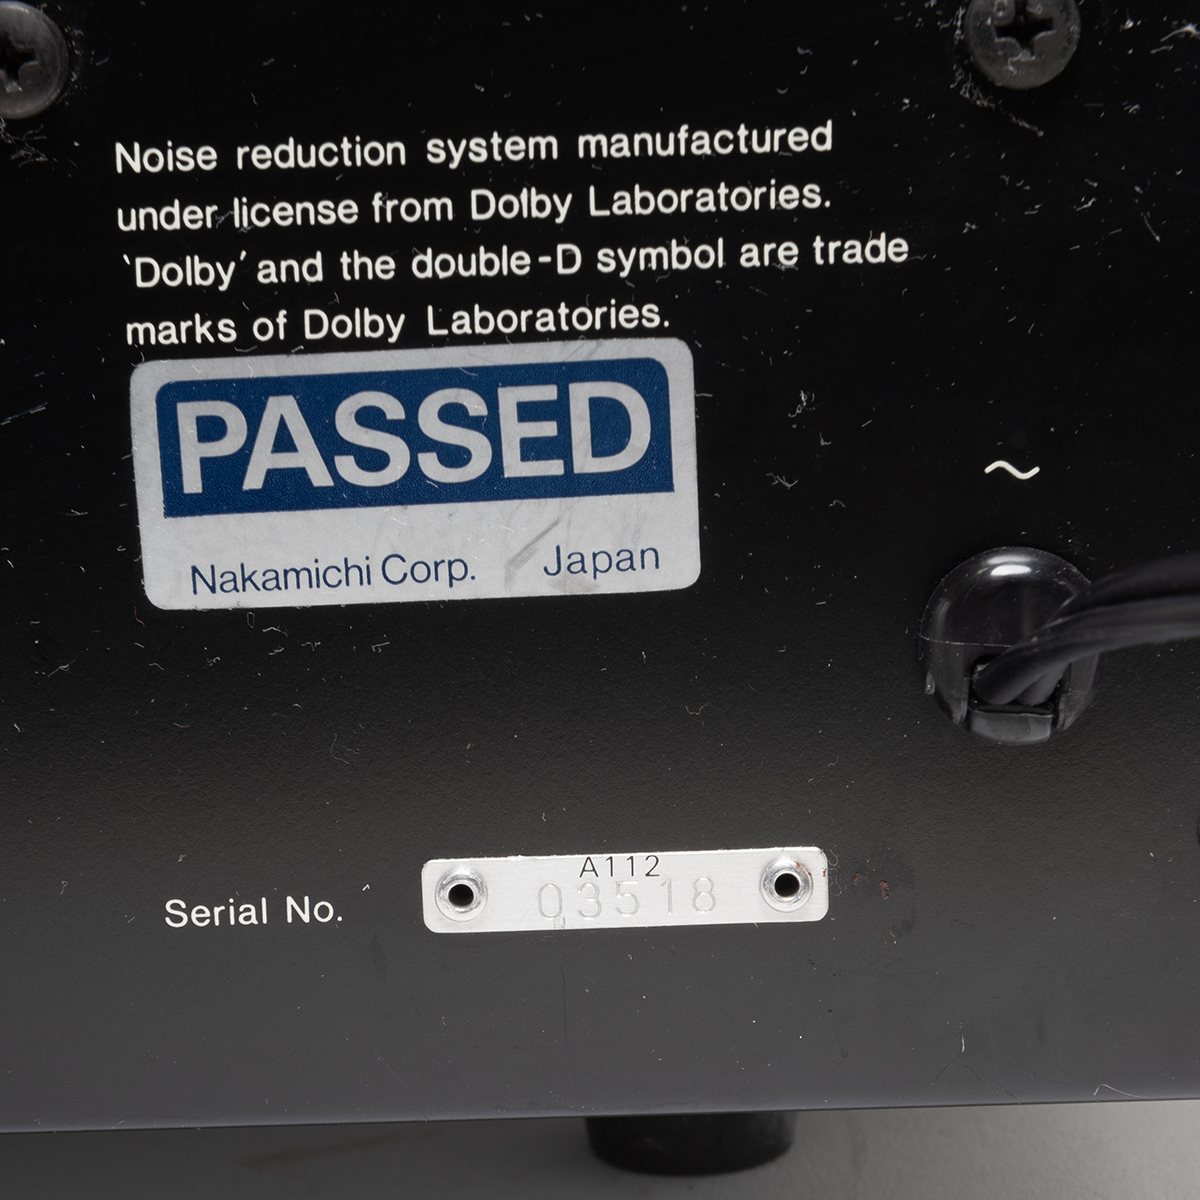 Noise reduction system manufactured
under license from Dolby Laboratories.
'Dolby' and the double-D symbol are trade
marks of Dolby Laboratories.
PASSED
Nakamichi Corp. Japan
~
A112
Serial No. 03518